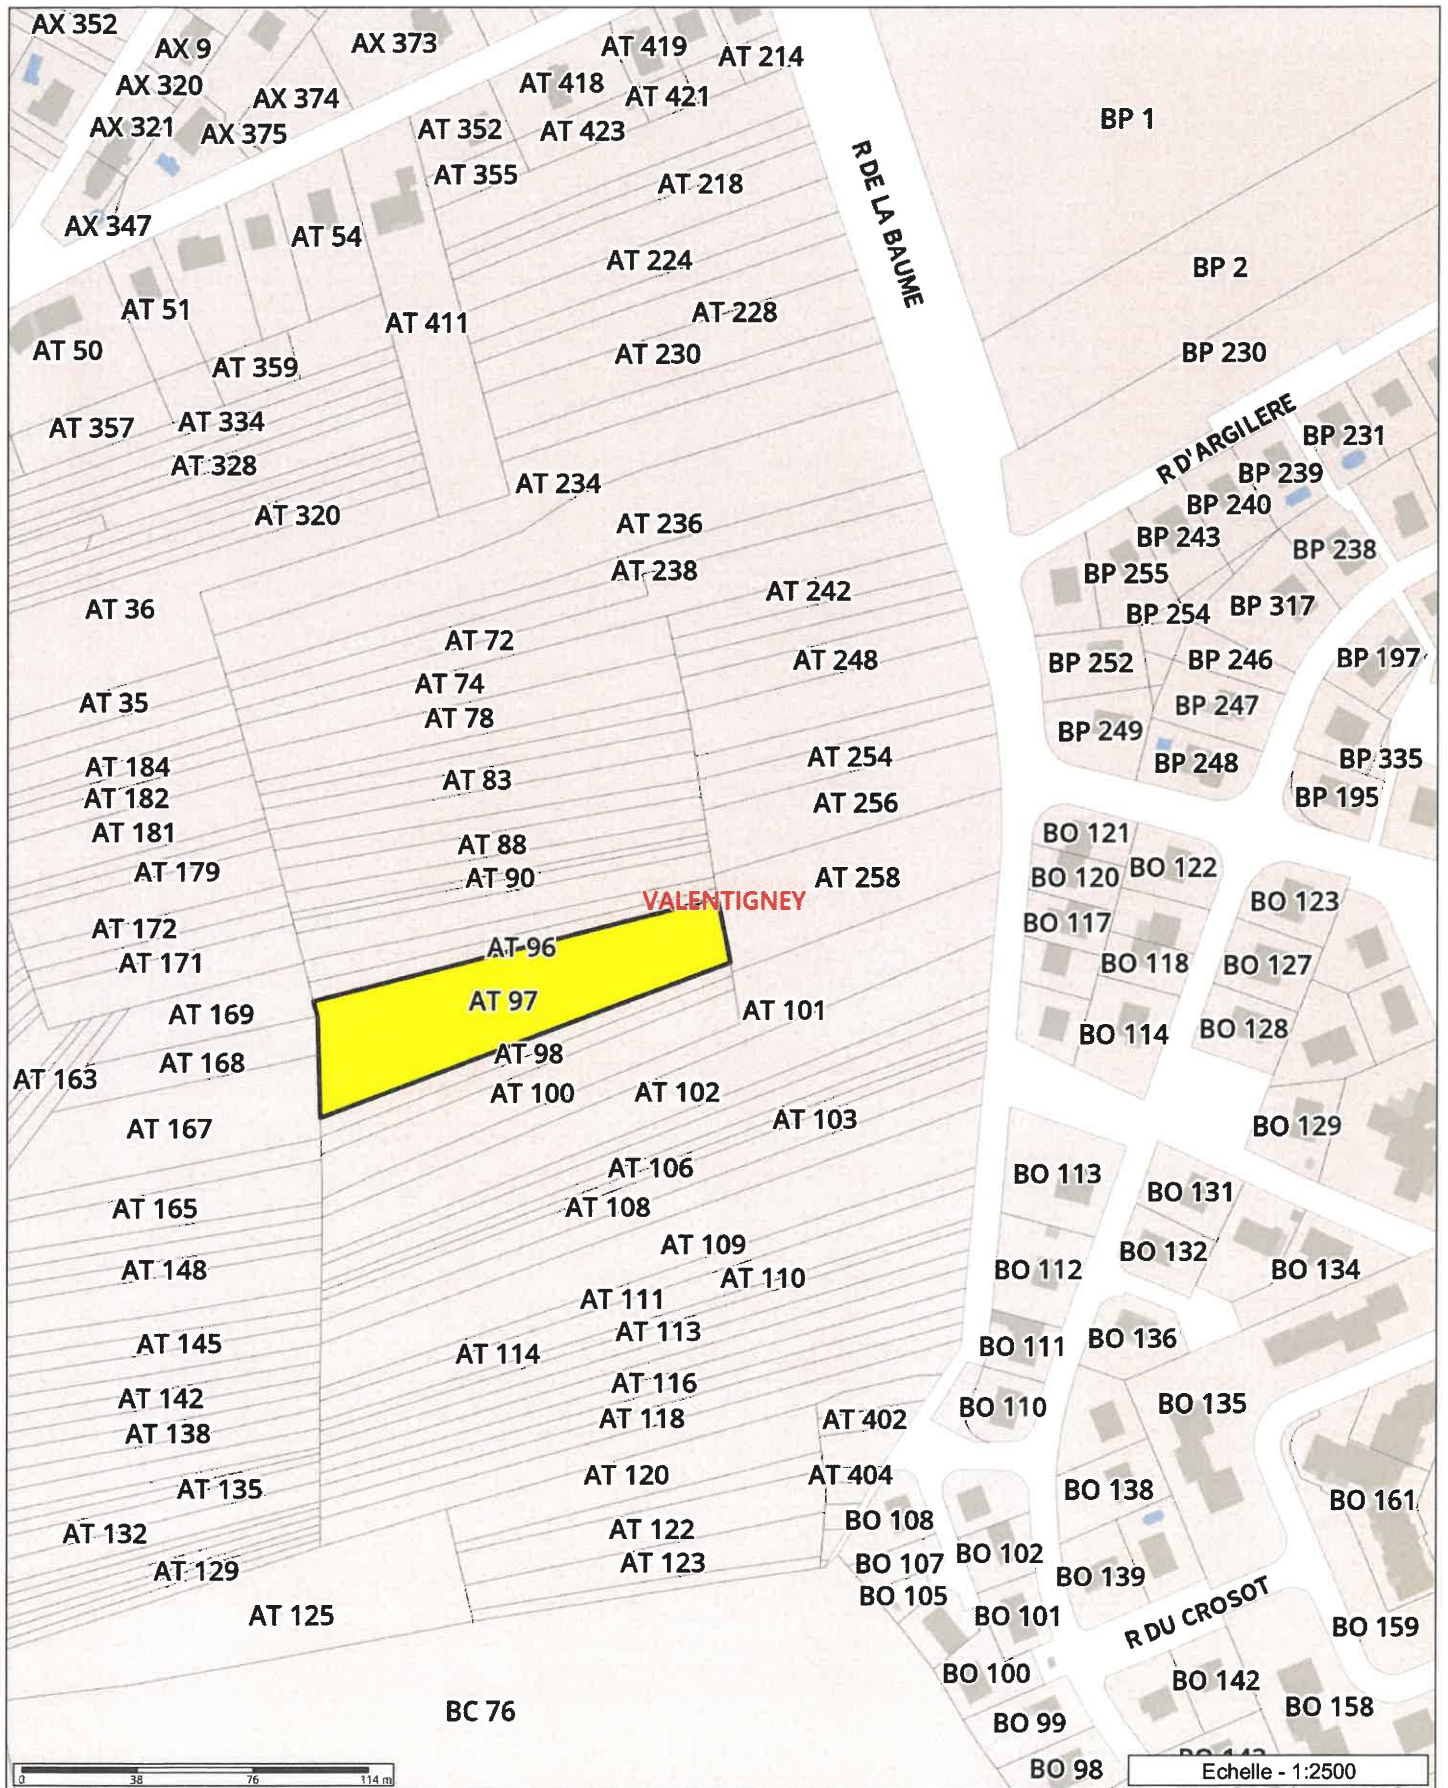 AX 352
AX 9
AX 373
AT 419
AT 214
AX 320
AT 418
AX 374
AT 421
BP 1
AX 321
AX 375
AT 352
AT 423
AT 355
AT 218
R DE LA BAUME
AX 347
AT 54
AT 224
BP 2
AT 51
AT 228
AT 411
AT 50
AT 230
BP 230
AT 359
AT 357
AT 334
R D'ARGILERE
BP 231
AT 328
BP 239
AT 234
BP 240
AT 320
AT 236
BP 243
BP 238
AT 238
BP 255
AT 242
AT 36
BP 254
BP 317
AT 72
AT 248
BP 252
BP 246
BP 197
AT 74
AT 35
BP 247
AT 78
BP 249
AT 254
BP 335
AT 184
BP 248
AT 83
AT 182
AT 256
BP 195
AT 181
BO 121
AT 88
BO 122
AT 179
AT 90
AT 258
BO 120
VALENTIGNEY
BO 123
AT 172
BO 117
AT 96
AT 171
BO 118
BO 127
AT 97
AT 101
AT 169
BO 114
BO 128
AT 98
AT 168
AT 163
AT 100
AT 102
AT 103
AT 167
BO 129
AT 106
BO 113
BO 131
AT 165
AT 108
AT 109
BO 132
AT 148
AT 110
BO 112
BO 134
AT 111
AT 113
AT 145
BO 111
BO 136
AT 114
AT 116
AT 142
BO 110
BO 135
AT 118
AT 402
AT 138
AT 120
AT 404
AT 135
BO 138
BO 161
AT 132
AT 122
BO 108
AT 123
BO 107
BO 102
AT 129
BO 139
BO 105
AT 125
BO 101
R DU CROSOT
BO 159
BO 100
BO 142
BC 76
BO 158
BO 99
BO 98
0 38 76 114 m
Echelle - 1:2500